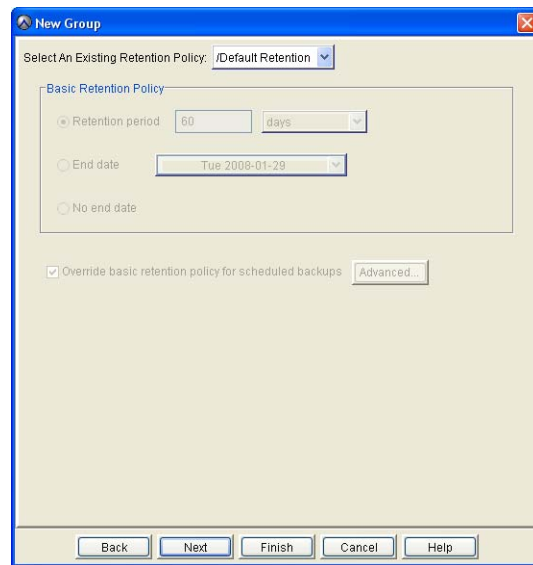 New Group
Select An Existing Retention Policy: /Default Retention
Basic Retention Policy
Retention period 60 days
End date Tue 2008-01-29
No end date
Override basic retention policy for scheduled backups Advanced...
Back Next Finish Cancel Help